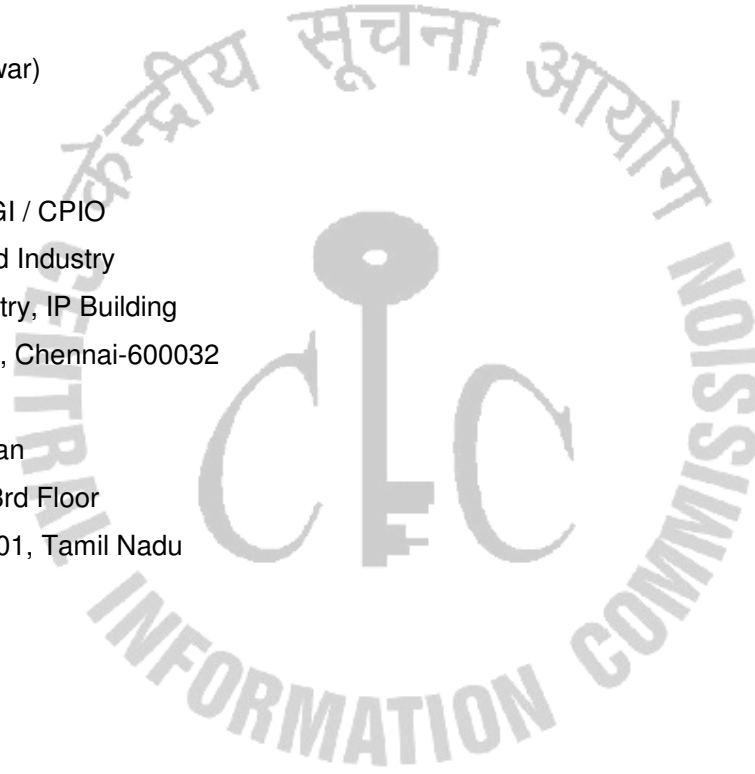 केन्द्रीय सूचना आयोग
war)
GI / CPIO
d Industry
try, IP Building
, Chennai-600032
an
3rd Floor
01, Tamil Nadu
CIC
CENTRAL INFORMATION COMMISSION